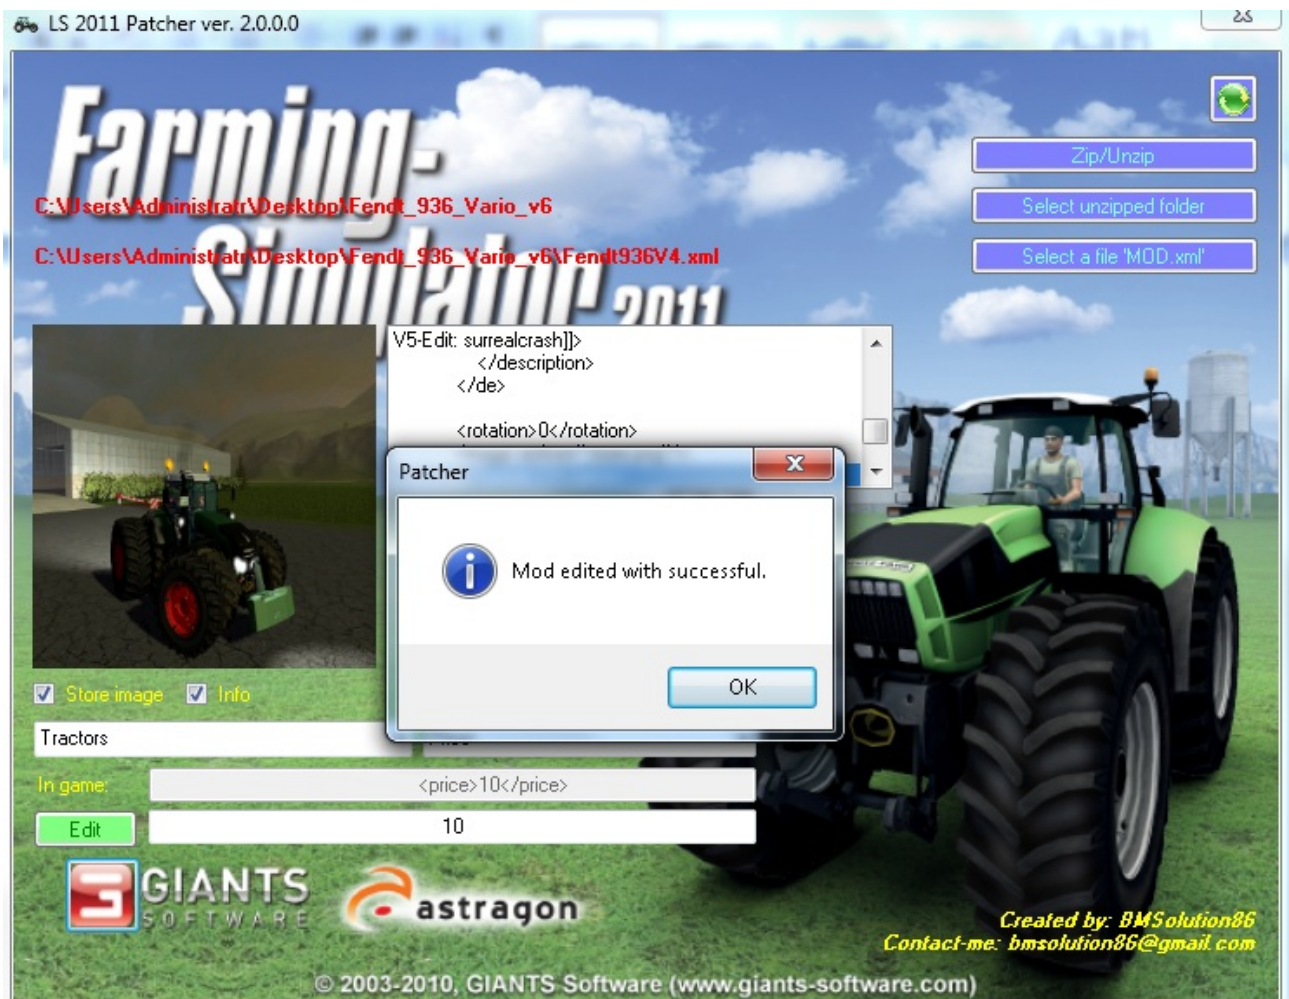 LS 2011 Patcher ver. 2.0.0.0
Farming-
Simulator 2011
Zip/Unzip
C:\Users\Administratr\Desktop\Fendt_936_Vario_v6
Select unzipped folder
C:\Users\Administratr\Desktop\Fendt_936_Vario_v6\Fendt936V4.xml
Select a file 'MOD.xml'
V5-Edit: surrealcrash]]>
</description>
</de>
<rotation>0</rotation>
Patcher
Mod edited with successful.
OK
Store image
Info
Tractors
Price
In game:
<price>10</price>
Edit
10
GIANTS
SOFTWARE
astragon
Created by: BMSolution86
Contact-me: bmsolution86@gmail.com
© 2003-2010, GIANTS Software (www.giants-software.com)